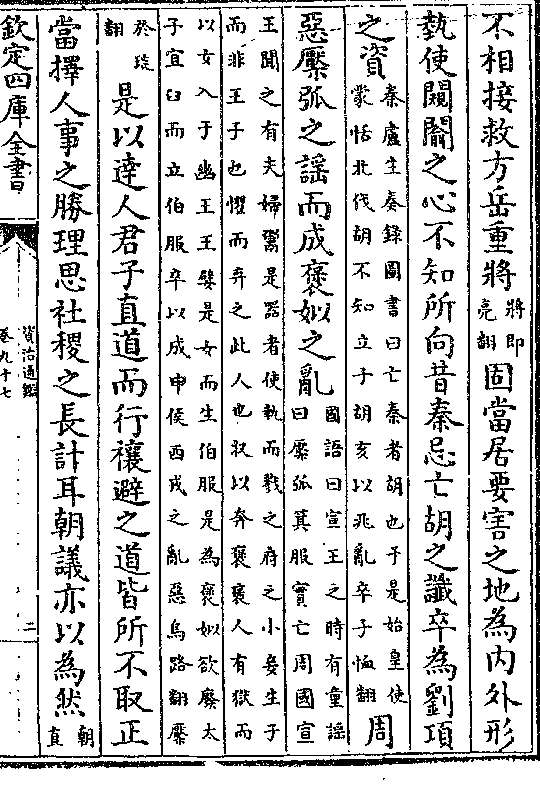 不相接救方岳重將將即亮翻固當居要害之地為內外形
埶使闚𨵦之心不知所向昔秦忌亡胡之讖卒為劉項
之資秦盧生奏錄圖書曰亡秦者胡也于是始皇使蒙恬北伐胡不知立子胡亥以兆亂卒子恤翻周
惡檿弧之謡而成褒姒之亂國語曰宣王之時有童謡曰檿弧箕服實亡周國宣
王聞之有夫婦鬻是器者使執而戮之府之小妾生子
而非王子也懼而弃之此人也收以奔褒褒人有獄而
以女入于幽王王嬖是女而生伯服是為褒姒欲廢太
子宜臼而立伯服卒以成申侯西戎之亂惡烏路翻檿
於琰翻是以達人君子直道而行禳避之道皆所不取正
當擇人事之勝理思社稷之長計耳朝議亦以為然朝直
欽定四庫全書
資治通鑑
卷九十七
二